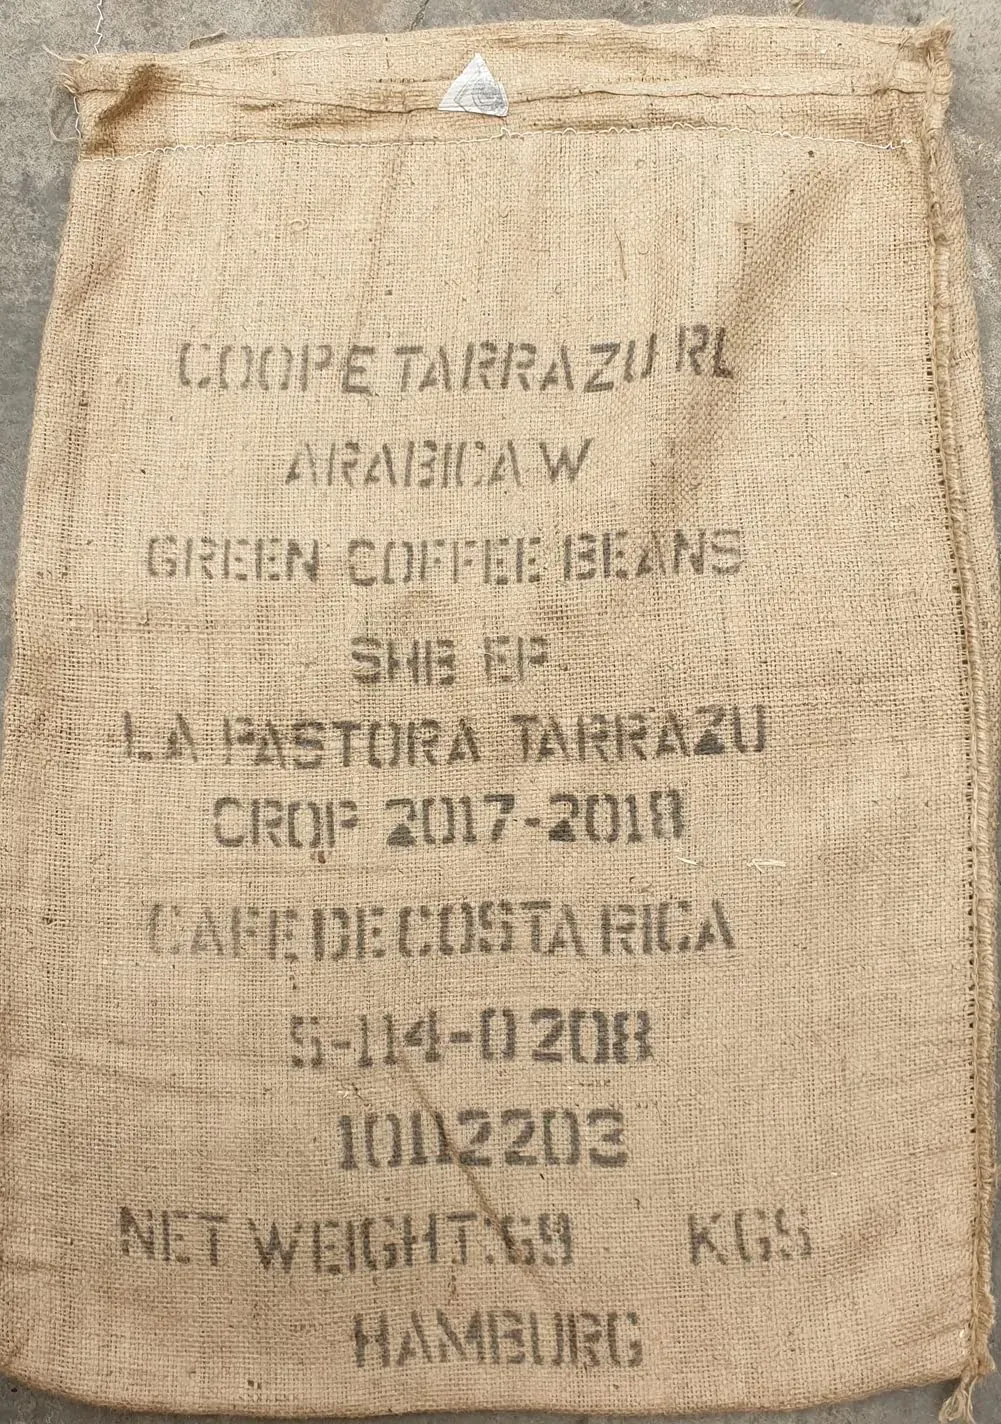 COOPE TARRAZU RL
ARABICA W
GREEN COFFEE BEANS
SHB EP
LA PASTORA TARRAZU
CROP 2017-2018
CAFE DE COSTA RICA
5-114-0208
10112203
NET WEIGHT:69 KGS
HAMBURG